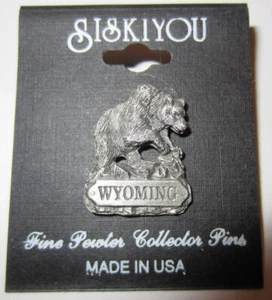 SISKIYOU
WYOMING
Fine Pewter Collector Pins
MADE IN USA